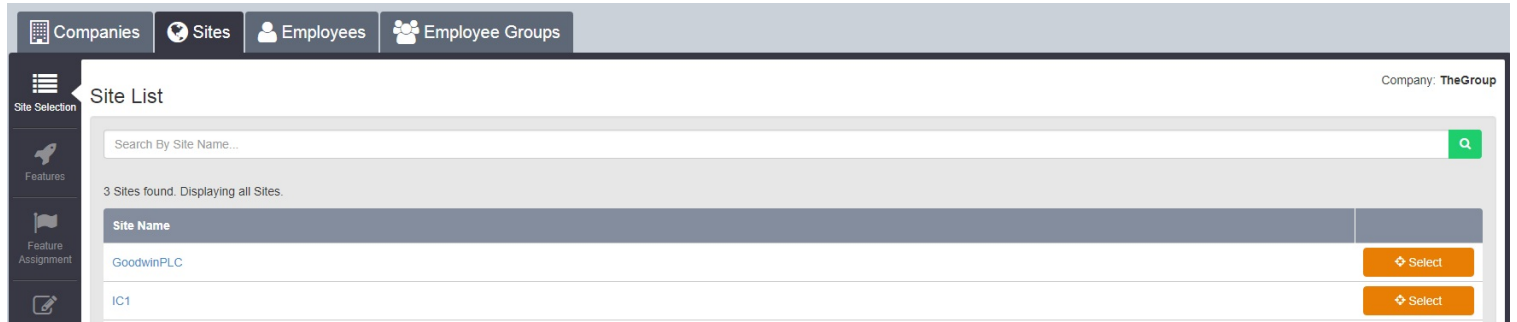 Companies Sites Employees Employee Groups
Company: TheGroup
Site Selection
Site List
Search By Site Name...
Features
3 Sites found. Displaying all Sites.
Site Name
Feature
Assignment
GoodwinPLC Select
IC1 Select